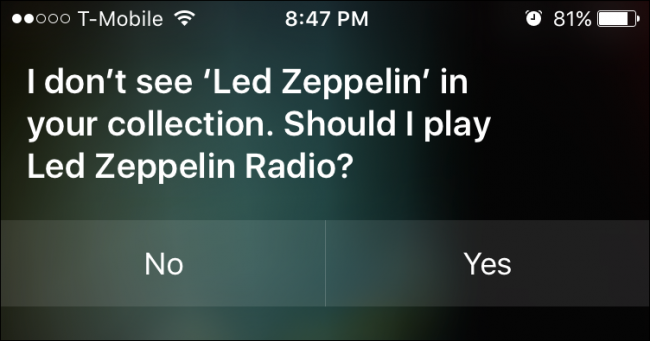 T-Mobile 8:47 PM 81%
I don’t see ‘Led Zeppelin’ in
your collection. Should I play
Led Zeppelin Radio?
No Yes